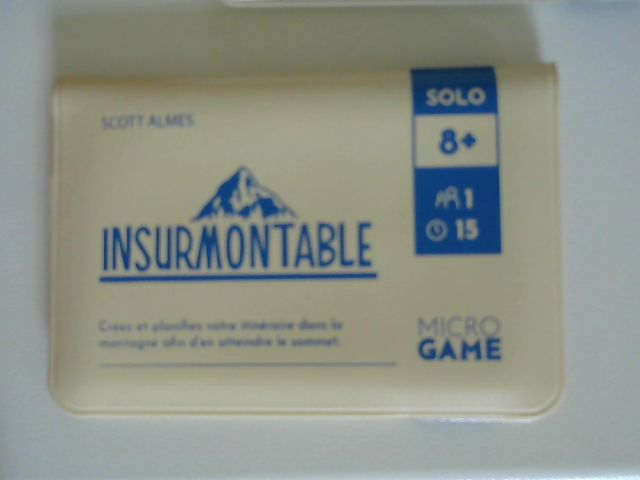 SCOTT ALMES
SOLO
8+
1
15
INSURMONTABLE
Créez et planifiez votre itinéraire dans la
montagne afin d'en atteindre le sommet.
MICRO
GAME